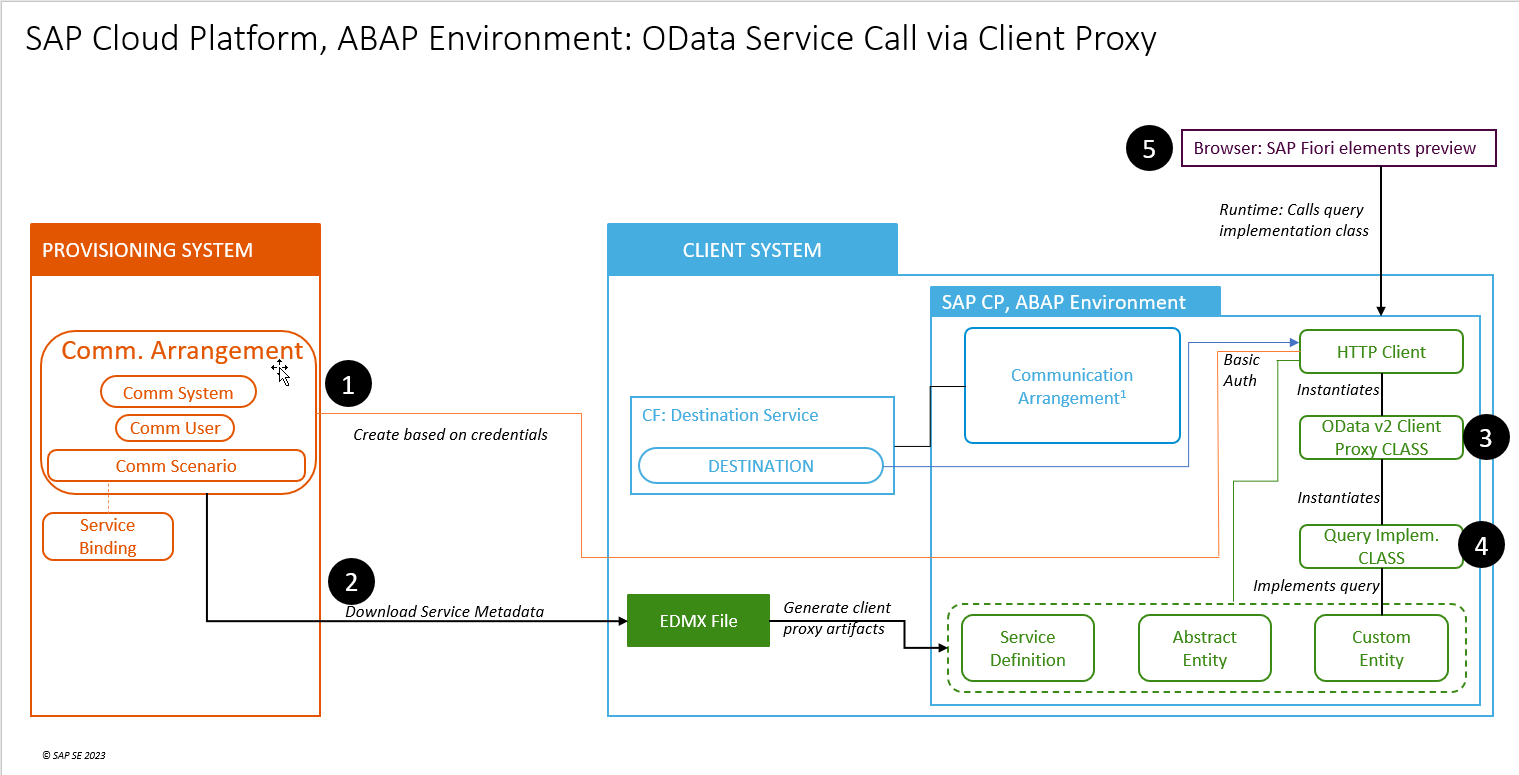 SAP Cloud Platform, ABAP Environment: OData Service Call via Client Proxy
5
Browser: SAP Fiori elements preview
Runtime: Calls query
implementation class
PROVISIONING SYSTEM
Comm. Arrangement
Comm System
Comm User
Comm Scenario
Service
Binding
1
Create based on credentials
2
Download Service Metadata
CLIENT SYSTEM
CF: Destination Service
DESTINATION
EDMX File
Generate client
proxy artifacts
SAP CP, ABAP Environment
Communication
Arrangement1
Basic
Auth
HTTP Client
Instantiates
OData v2 Client
Proxy CLASS
3
Instantiates
Query Implem.
CLASS
4
Implements query
Service
Definition
Abstract
Entity
Custom
Entity
© SAP SE 2023